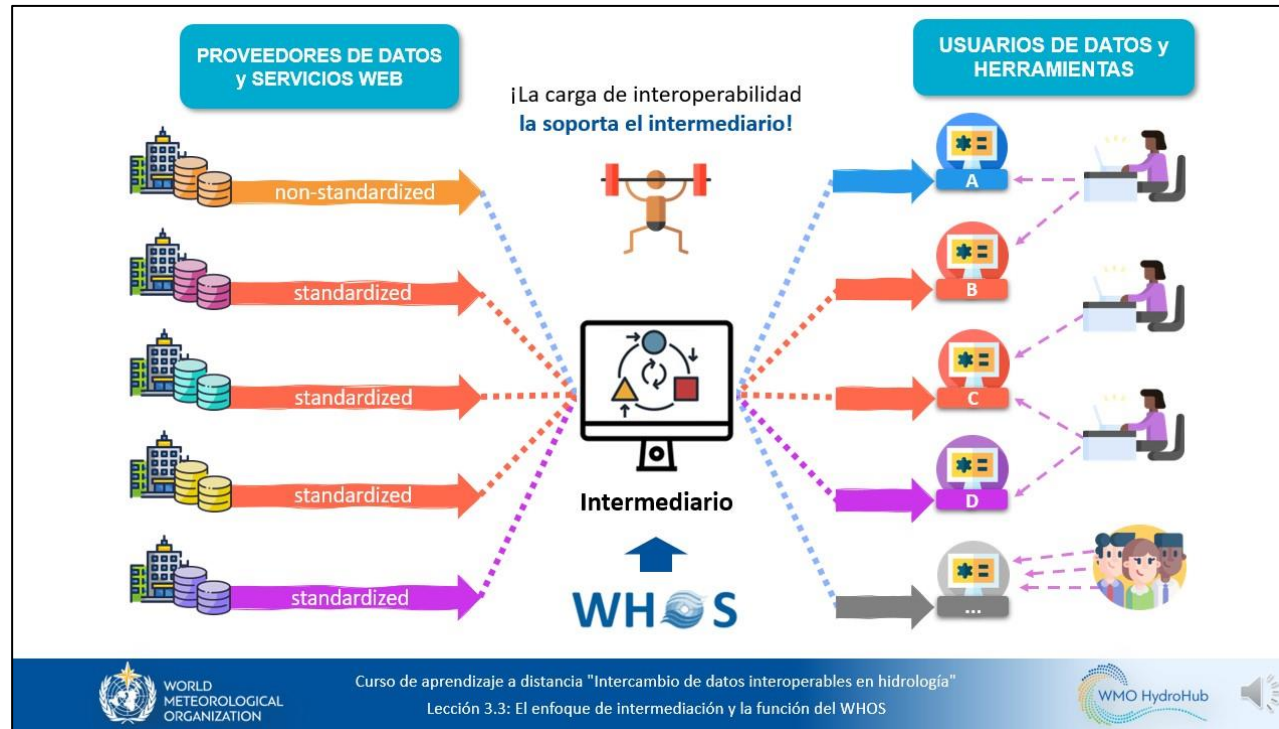 PROVEEDORES DE DATOS
y SERVICIOS WEB
¡La carga de interoperabilidad
la soporta el intermediario!
USUARIOS DE DATOS y
HERRAMIENTAS
non-standardized
standardized
standardized
standardized
standardized
Intermediario
WHOS
A
B
C
D
...
WORLD
METEOROLOGICAL
ORGANIZATION
Curso de aprendizaje a distancia "Intercambio de datos interoperables en hidrología"
Lección 3.3: El enfoque de intermediación y la función del WHOS
WMO HydroHub